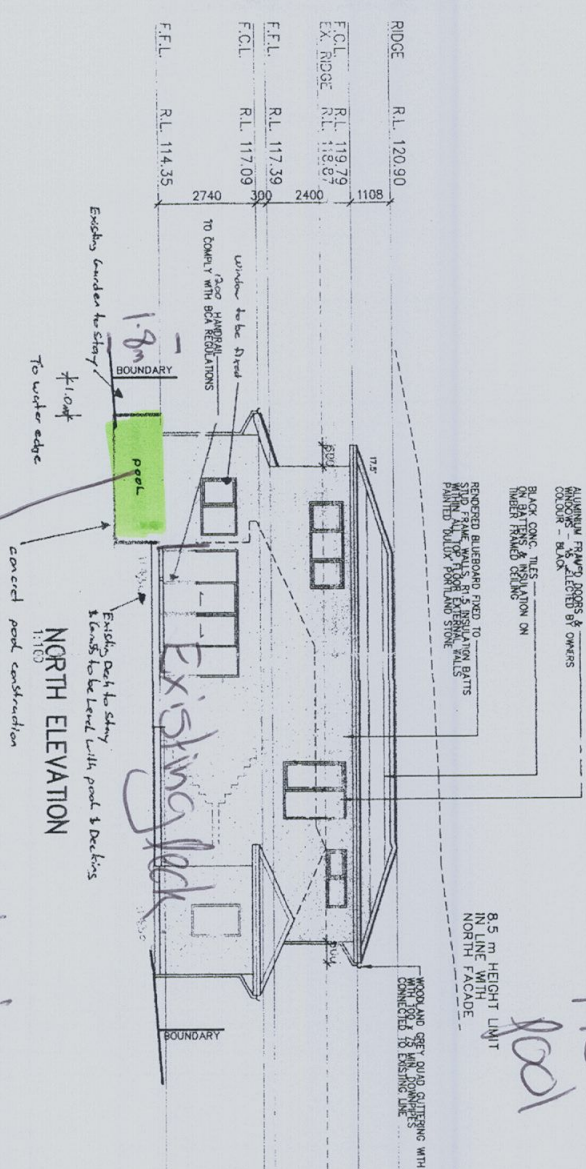 ALUMINIUM FRAMED DOORS &
WINDOWS - AS SELECTED BY OWNERS
COLOUR - BLACK
BLACK CONC. TILES
ON BATTENS & INSULATION ON
TIMBER FRAMED CEILING
RENDERED BLUEBOARD FIXED TO
STUD FRAME WALLS, R1.5 INSULATION BATTS
WITHIN ALL TOP FLOOR EXTERNAL WALLS
PAINTED DULUX PORTLAND STONE
8.5 m HEIGHT LIMIT
IN LINE WITH
NORTH FACADE
pool
WOODLAND GREY QUAD GUTTERING WITH
WITH 100 X 75 MIN. DOWNPIPES
CONNECTED TO EXISTING LINE
RIDGE R.L. 120.90
1108
F.C.L. R.L. 119.79
EX. RIDGE R.L. 118.87
2400
F.F.L. R.L. 117.39
300
F.C.L. R.L. 117.09
2740
F.F.L. R.L. 114.35
17.5°
600
600
window to be fixed
1200 HANDRAIL
TO COMPLY WITH BCA REGULATIONS
Existing Garden to stay
1.8m
BOUNDARY
pool
Existing Deck
BOUNDARY
To water edge
Existing Deck to Stay
& Land to be Level with pool & Decking
NORTH ELEVATION
1:100
concret pool construction